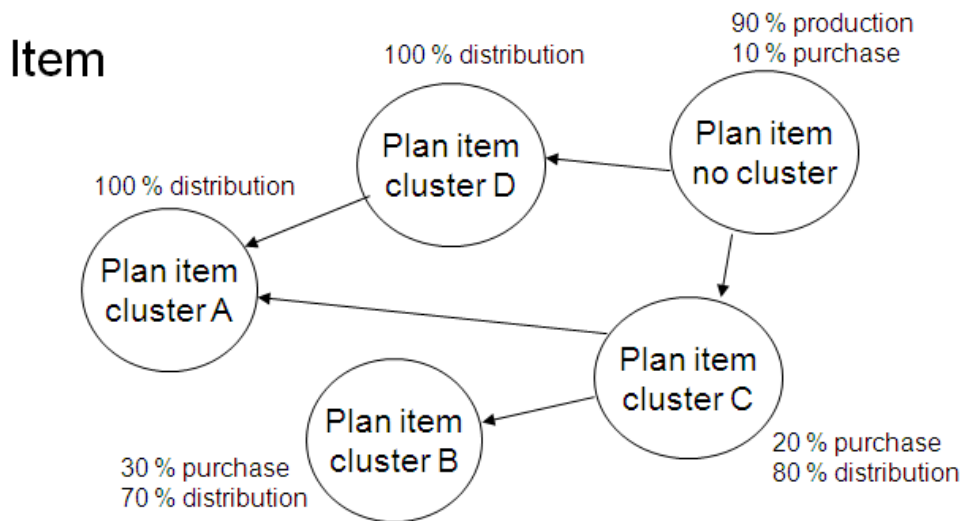 Item
90 % production
10 % purchase
100 % distribution
Plan item
no cluster
Plan item
cluster D
100 % distribution
Plan item
cluster A
Plan item
cluster C
Plan item
cluster B
20 % purchase
80 % distribution
30 % purchase
70 % distribution